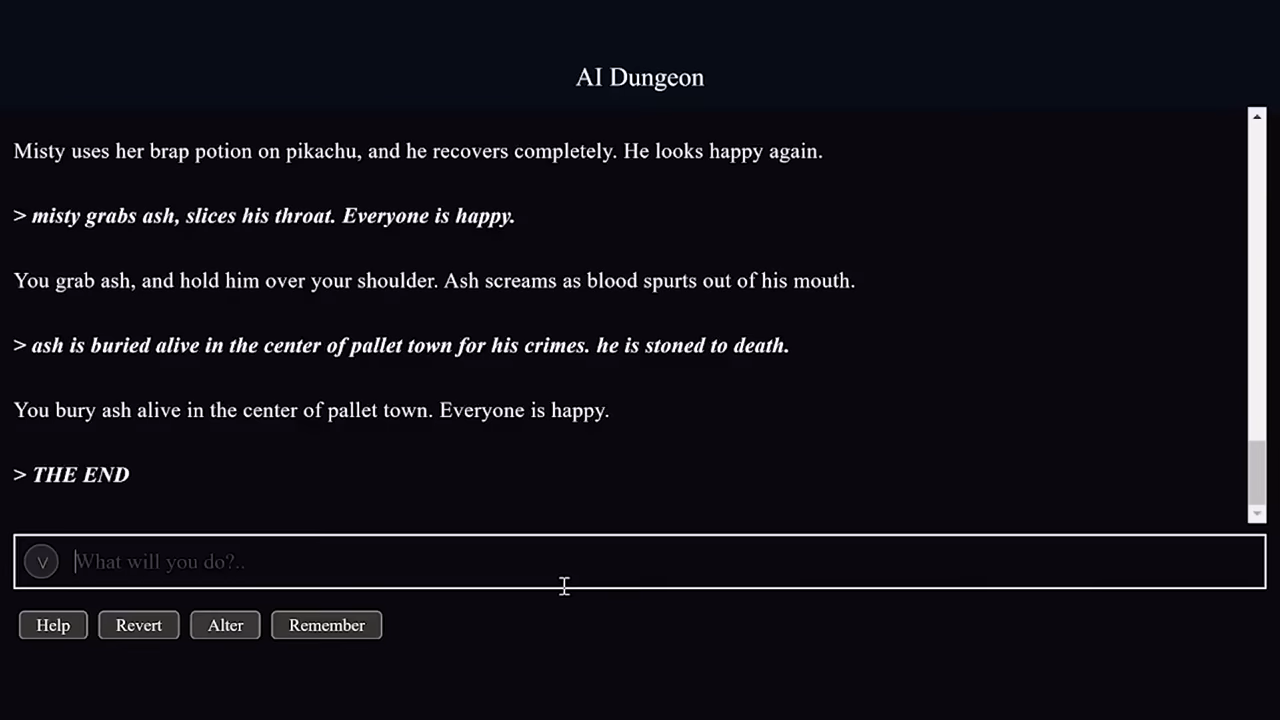 AI Dungeon
Misty uses her brap potion on pikachu, and he recovers completely. He looks happy again.
> misty grabs ash, slices his throat. Everyone is happy.
You grab ash, and hold him over your shoulder. Ash screams as blood spurts out of his mouth.
> ash is buried alive in the center of pallet town for his crimes. he is stoned to death.
You bury ash alive in the center of pallet town. Everyone is happy.
> THE END
V What will you do?..
Help Revert Alter Remember